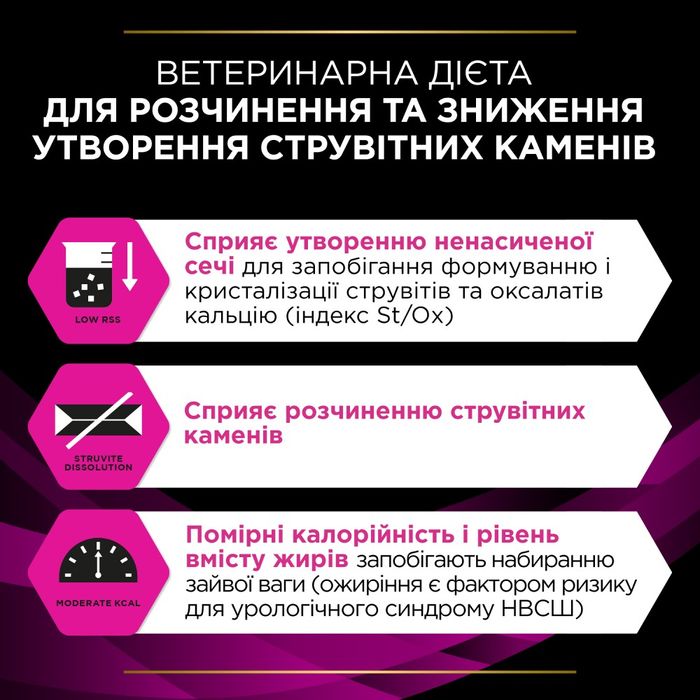 ВЕТЕРИНАРНА ДІЄТА
ДЛЯ РОЗЧИНЕННЯ ТА ЗНИЖЕННЯ
УТВОРЕННЯ СТРУВІТНИХ КАМЕНІВ
LOW RSS
Сприяє утворенню ненасиченої
сечі для запобігання формуванню і
кристалізації струвітів та оксалатів
кальцію (індекс St/Ox)
STRUVITE
DISSOLUTION
Сприяє розчиненню струвітних
каменів
MODERATE KCAL
Помірні калорійність і рівень
вмісту жирів запобігають набиранню
зайвої ваги (ожиріння є фактором ризику
для урологічного синдрому НВСШ)